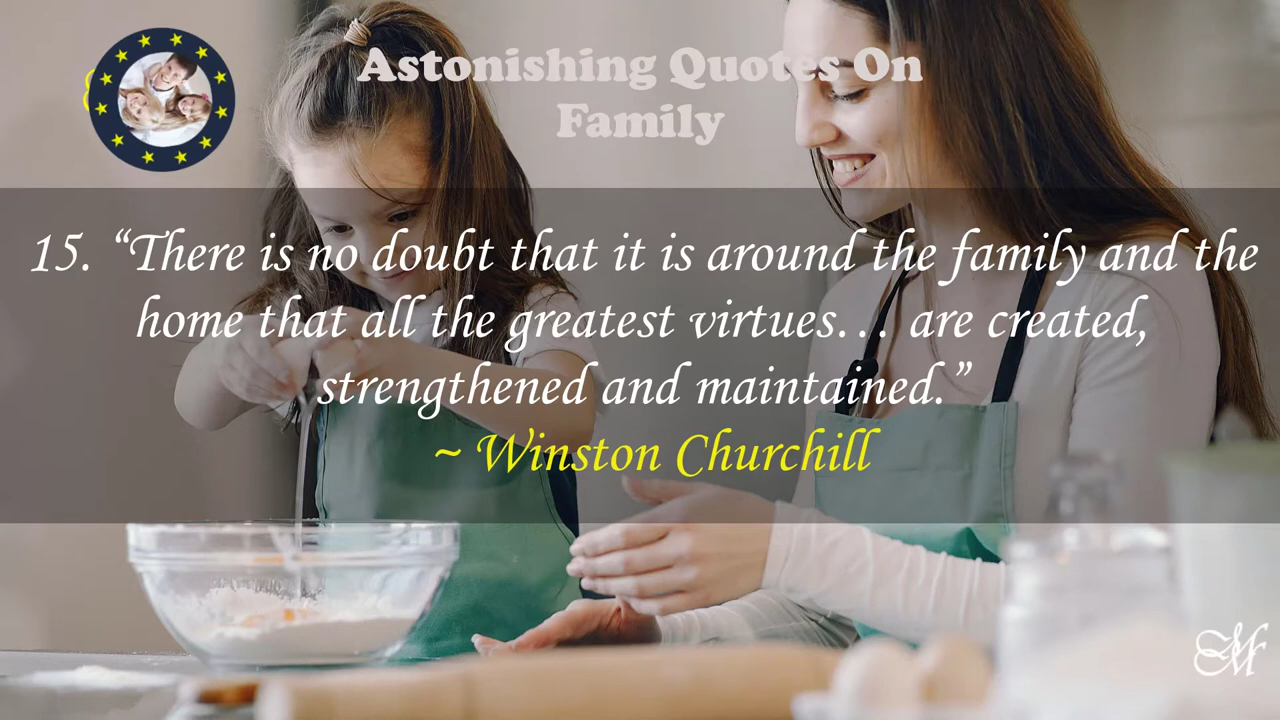 Astonishing Quotes On
Family
15. “There is no doubt that it is around the family and the
home that all the greatest virtues… are created,
strengthened and maintained.”
~ Winston Churchill